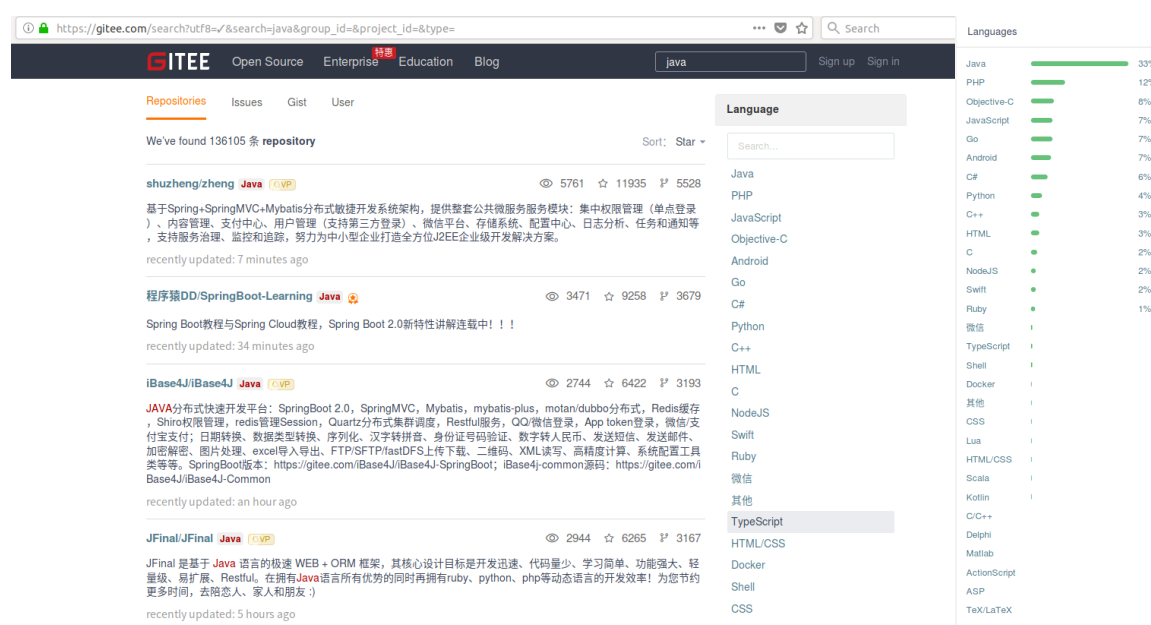 https://gitee.com/search?utf8=✓&search=java&group_id=&project_id=&type=
Search
GITEE
Open Source
Enterprise
特惠
Education
Blog
java
Sign up
Sign in
Repositories
Issues
Gist
User
We've found 136105 条 repository
Sort: Star
shuzheng/zheng Java GVP
5761 11935 5528
基于Spring+SpringMVC+Mybatis分布式敏捷开发系统架构，提供整套公共微服务服务模块：集中权限管理（单点登录
）、内容管理、支付中心、用户管理（支持第三方登录）、微信平台、存储系统、配置中心、日志分析、任务和通知等
，支持服务治理、监控和追踪，努力为中小型企业打造全方位J2EE企业级开发解决方案。
recently updated: 7 minutes ago
程序猿DD/SpringBoot-Learning Java
3471 9258 3679
Spring Boot教程与Spring Cloud教程，Spring Boot 2.0新特性讲解连载中！！！
recently updated: 34 minutes ago
iBase4J/iBase4J Java GVP
2744 6422 3193
JAVA分布式快速开发平台：SpringBoot 2.0，SpringMVC，Mybatis，mybatis-plus，motan/dubbo分布式，Redis缓存
，Shiro权限管理，redis管理Session，Quartz分布式集群调度，Restful服务，QQ/微信登录，App token登录，微信/支
付宝支付；日期转换、数据类型转换、序列化、汉字转拼音、身份证号码验证、数字转人民币、发送短信、发送邮件、
加密解密、图片处理、excel导入导出、FTP/SFTP/fastDFS上传下载、二维码、XML读写、高精度计算、系统配置工具
类等等。SpringBoot版本：https://gitee.com/iBase4J/iBase4J-SpringBoot；iBase4j-common源码：https://gitee.com/i
Base4J/iBase4J-Common
recently updated: an hour ago
JFinal/JFinal Java GVP
2944 6265 3167
JFinal 是基于 Java 语言的极速 WEB + ORM 框架，其核心设计目标是开发迅速、代码量少、学习简单、功能强大、轻
量级、易扩展、Restful。在拥有Java语言所有优势的同时再拥有ruby、python、php等动态语言的开发效率！为您节约
更多时间，去陪恋人、家人和朋友 :)
recently updated: 5 hours ago
Language
Search...
Java
PHP
JavaScript
Objective-C
Android
Go
C#
Python
C++
HTML
C
NodeJS
Swift
Ruby
微信
其他
TypeScript
HTML/CSS
Docker
Shell
CSS
Languages
Java 33%
PHP 12%
Objective-C 8%
JavaScript 7%
Go 7%
Android 7%
C# 6%
Python 4%
C++ 3%
HTML 3%
C 2%
NodeJS 2%
Swift 2%
Ruby 1%
微信
TypeScript
Shell
Docker
其他
CSS
Lua
HTML/CSS
Scala
Kotlin
C/C++
Delphi
Matlab
ActionScript
ASP
TeX/LaTeX